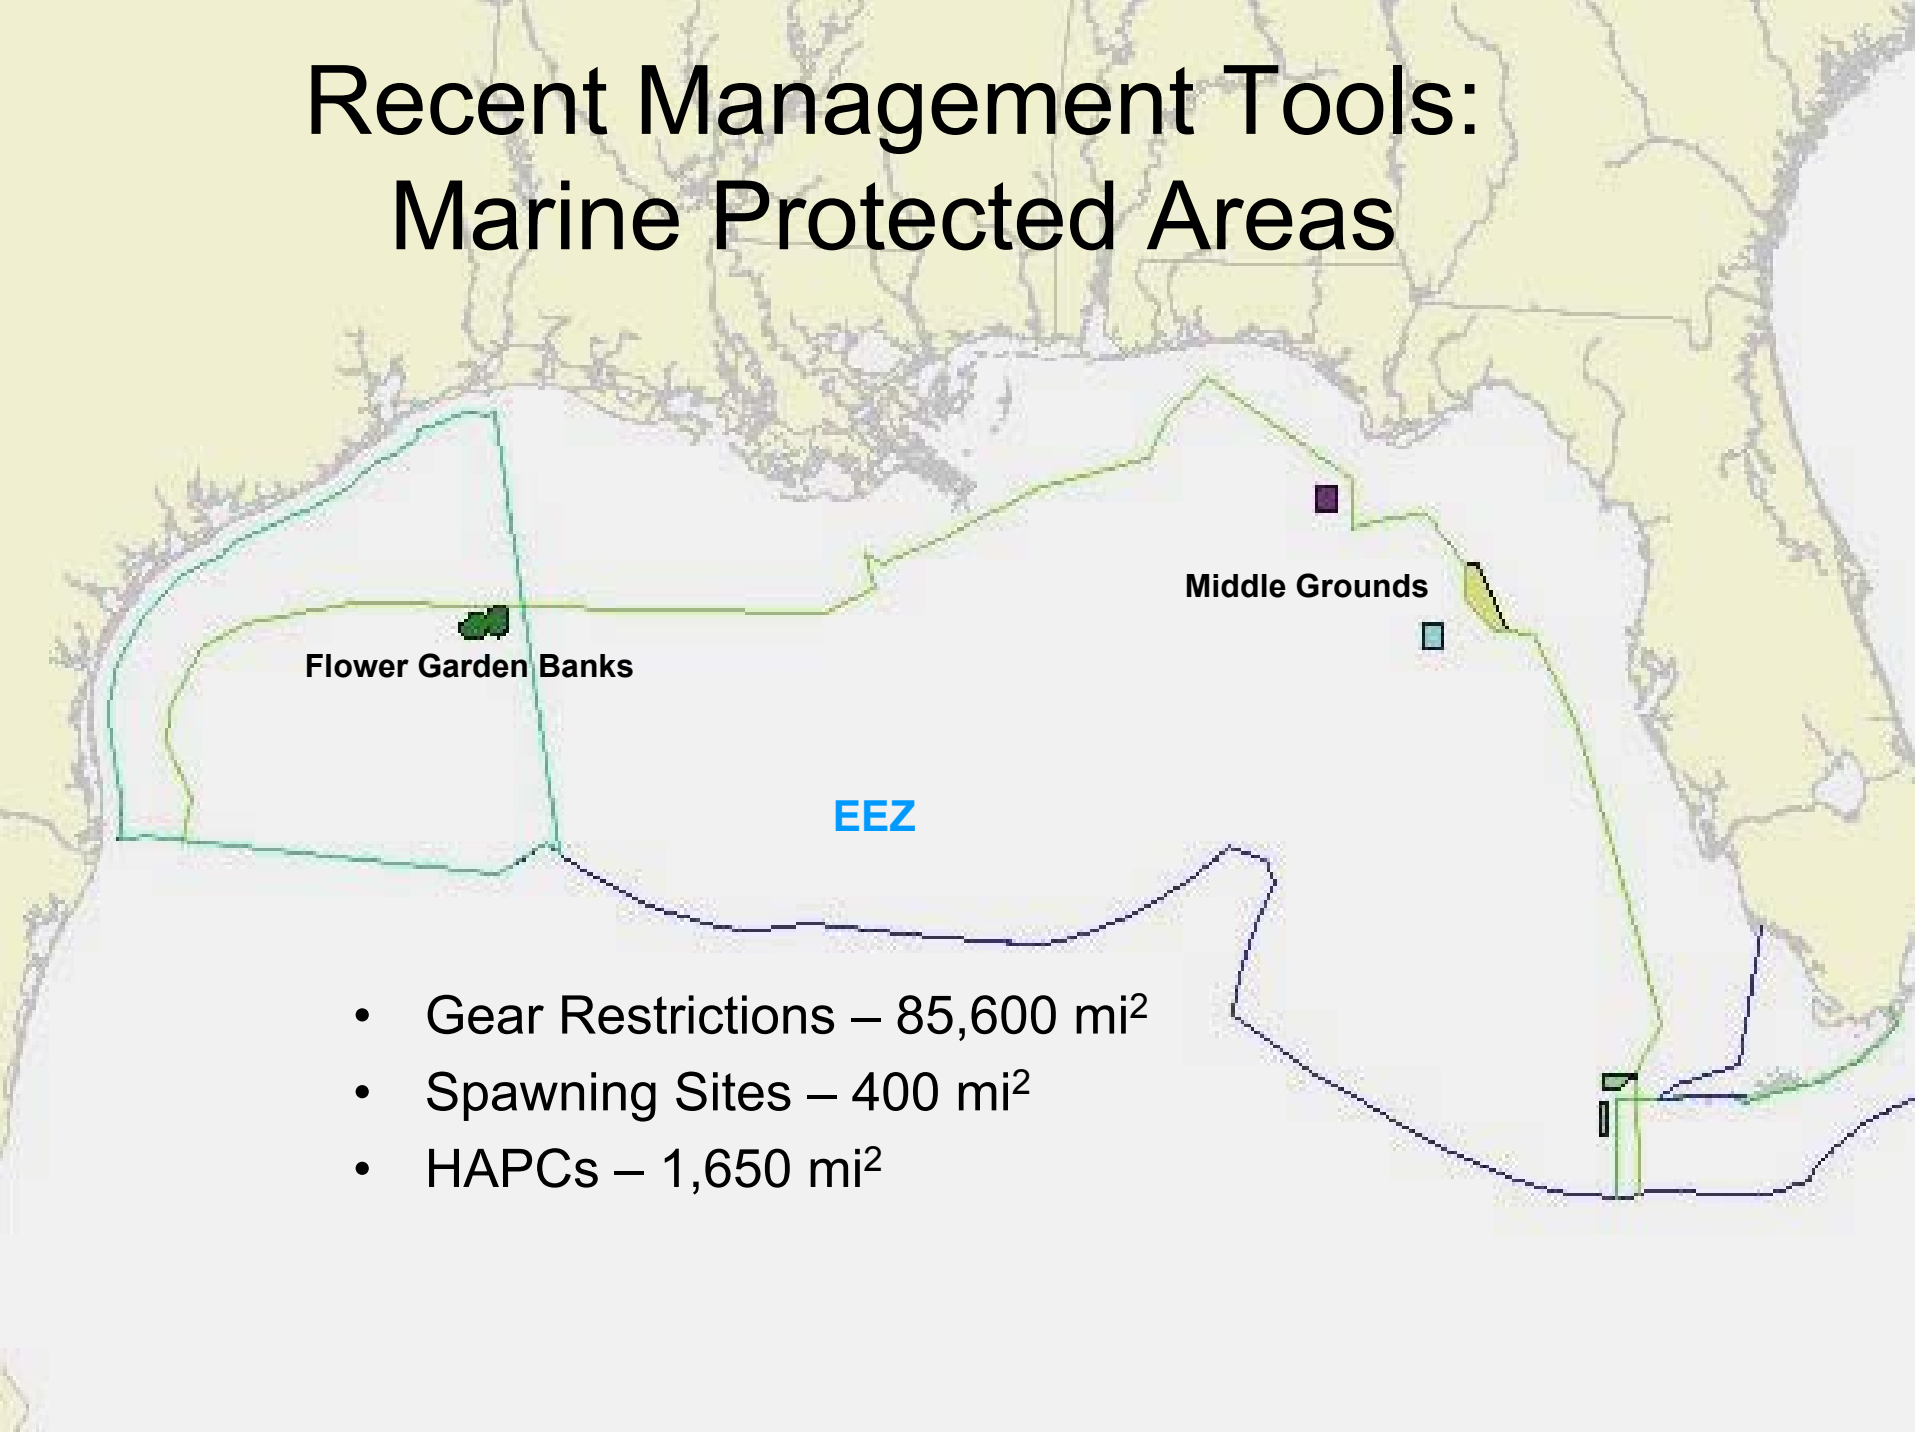 Recent Management Tools:
Marine Protected Areas
Middle Grounds
Flower Garden Banks
EEZ
• Gear Restrictions – 85,600 mi²
• Spawning Sites – 400 mi²
• HAPCs – 1,650 mi²